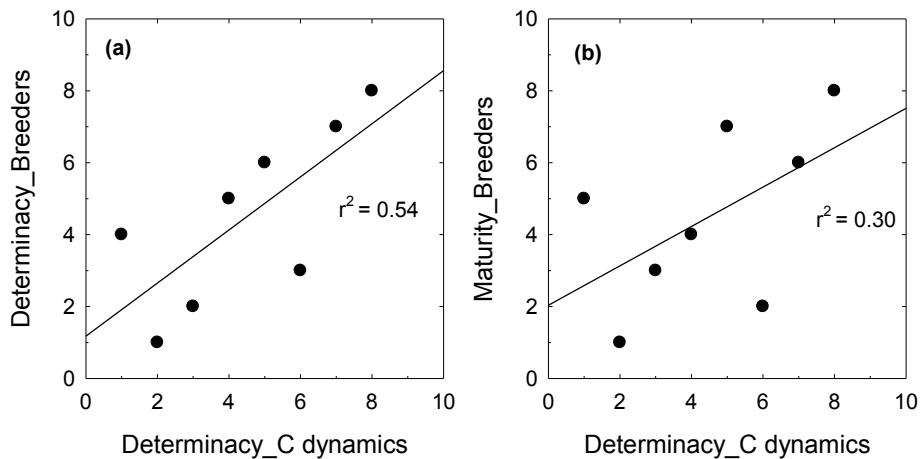 (a)
Determinacy_Breeders
10
8
6
4
2
0
r² = 0.54
0 2 4 6 8 10
Determinacy_C dynamics
(b)
Maturity_Breeders
10
8
6
4
2
0
r² = 0.30
0 2 4 6 8 10
Determinacy_C dynamics